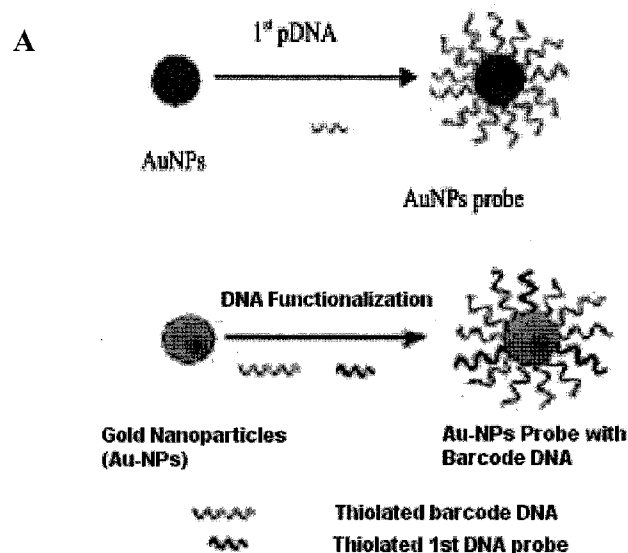 A
1st pDNA
AuNPs
AuNPs probe
DNA Functionalization
Gold Nanoparticles
(Au-NPs)
Au-NPs Probe with
Barcode DNA
Thiolated barcode DNA
Thiolated 1st DNA probe